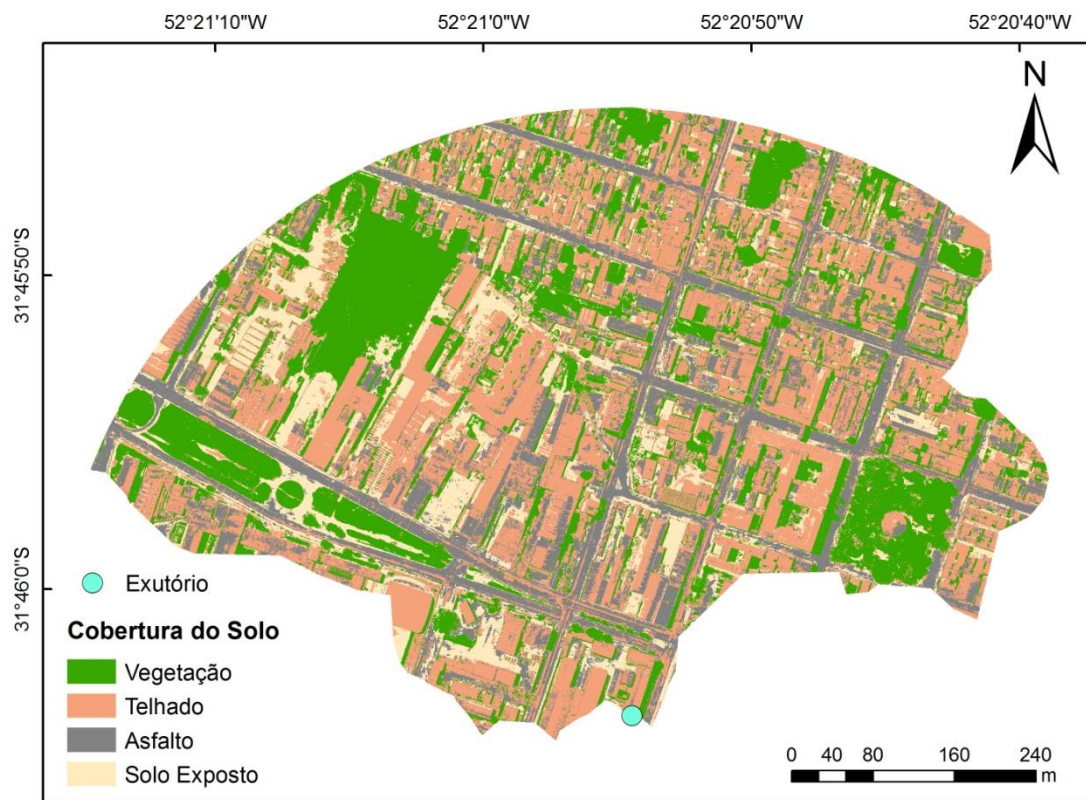 52°21'10"W 52°21'0"W 52°20'50"W 52°20'40"W
N
31°45'50"S
31°46'0"S
Exutório
Cobertura do Solo
Vegetação
Telhado
Asfalto
Solo Exposto
0 40 80 160 240
m